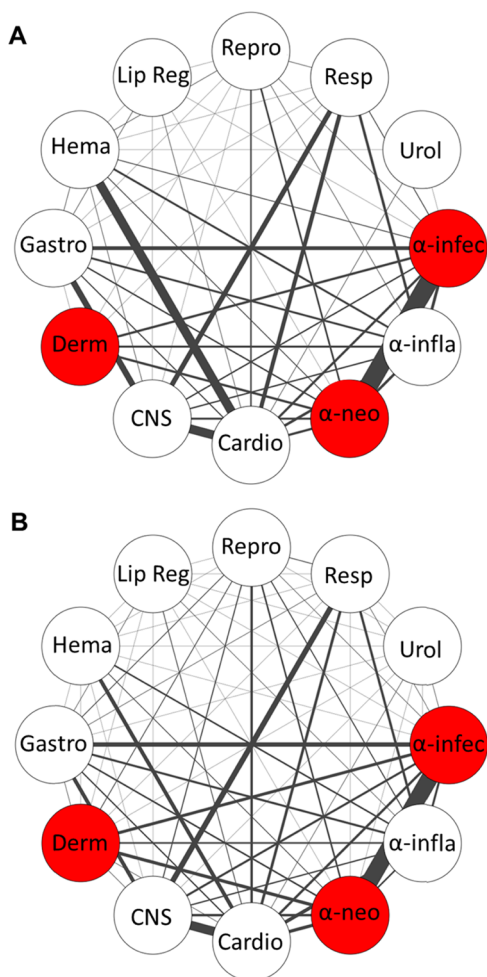 A
Repro
Lip Reg
Resp
Hema
Urol
Gastro
α-infec
Derm
α-infla
CNS
α-neo
Cardio
B
Repro
Lip Reg
Resp
Hema
Urol
Gastro
α-infec
Derm
α-infla
CNS
α-neo
Cardio